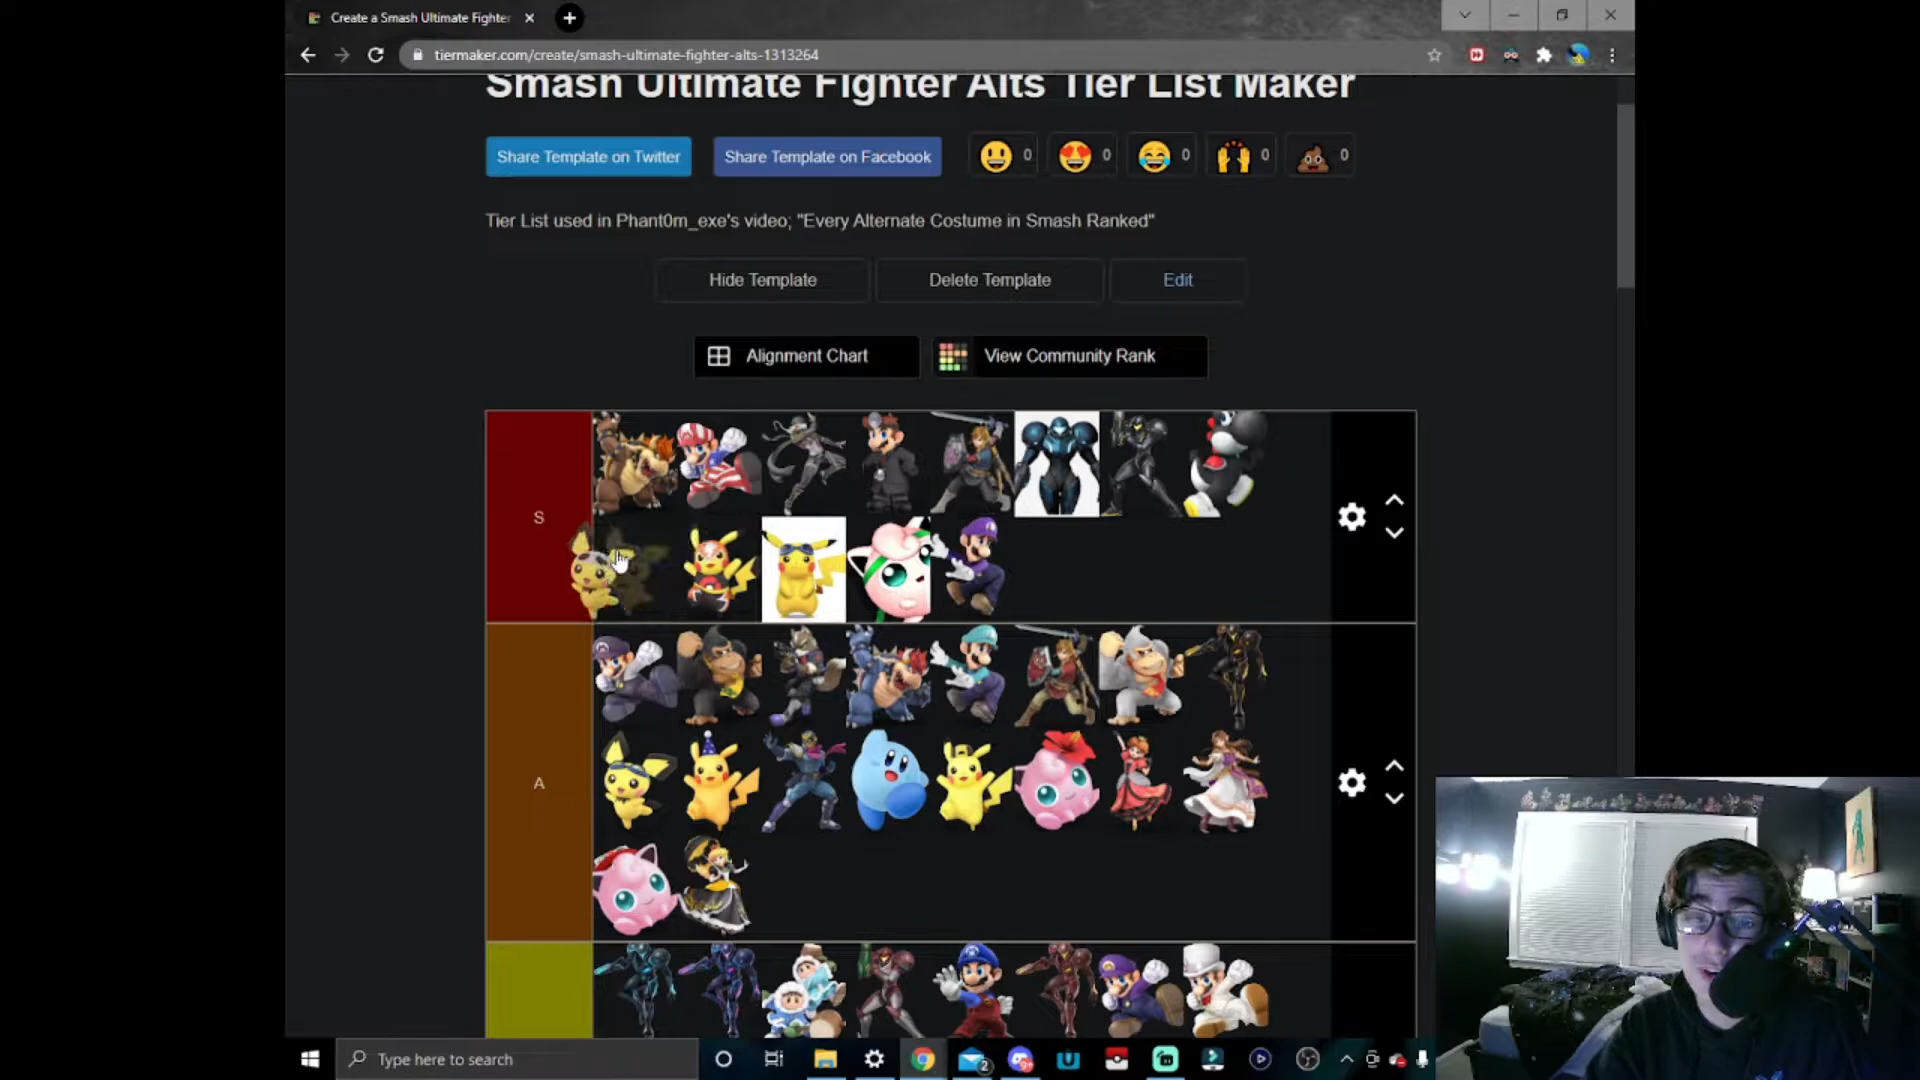 Create a Smash Ultimate Fighter
tiermaker.com/create/smash-ultimate-fighter-alts-1313264
Smash Ultimate Fighter Alts Tier List Maker
Share Template on Twitter
Share Template on Facebook
0
0
0
0
0
Tier List used in Phant0m_exe's video; "Every Alternate Costume in Smash Ranked"
Hide Template
Delete Template
Edit
Alignment Chart
View Community Rank
S
A
Type here to search
2
9+